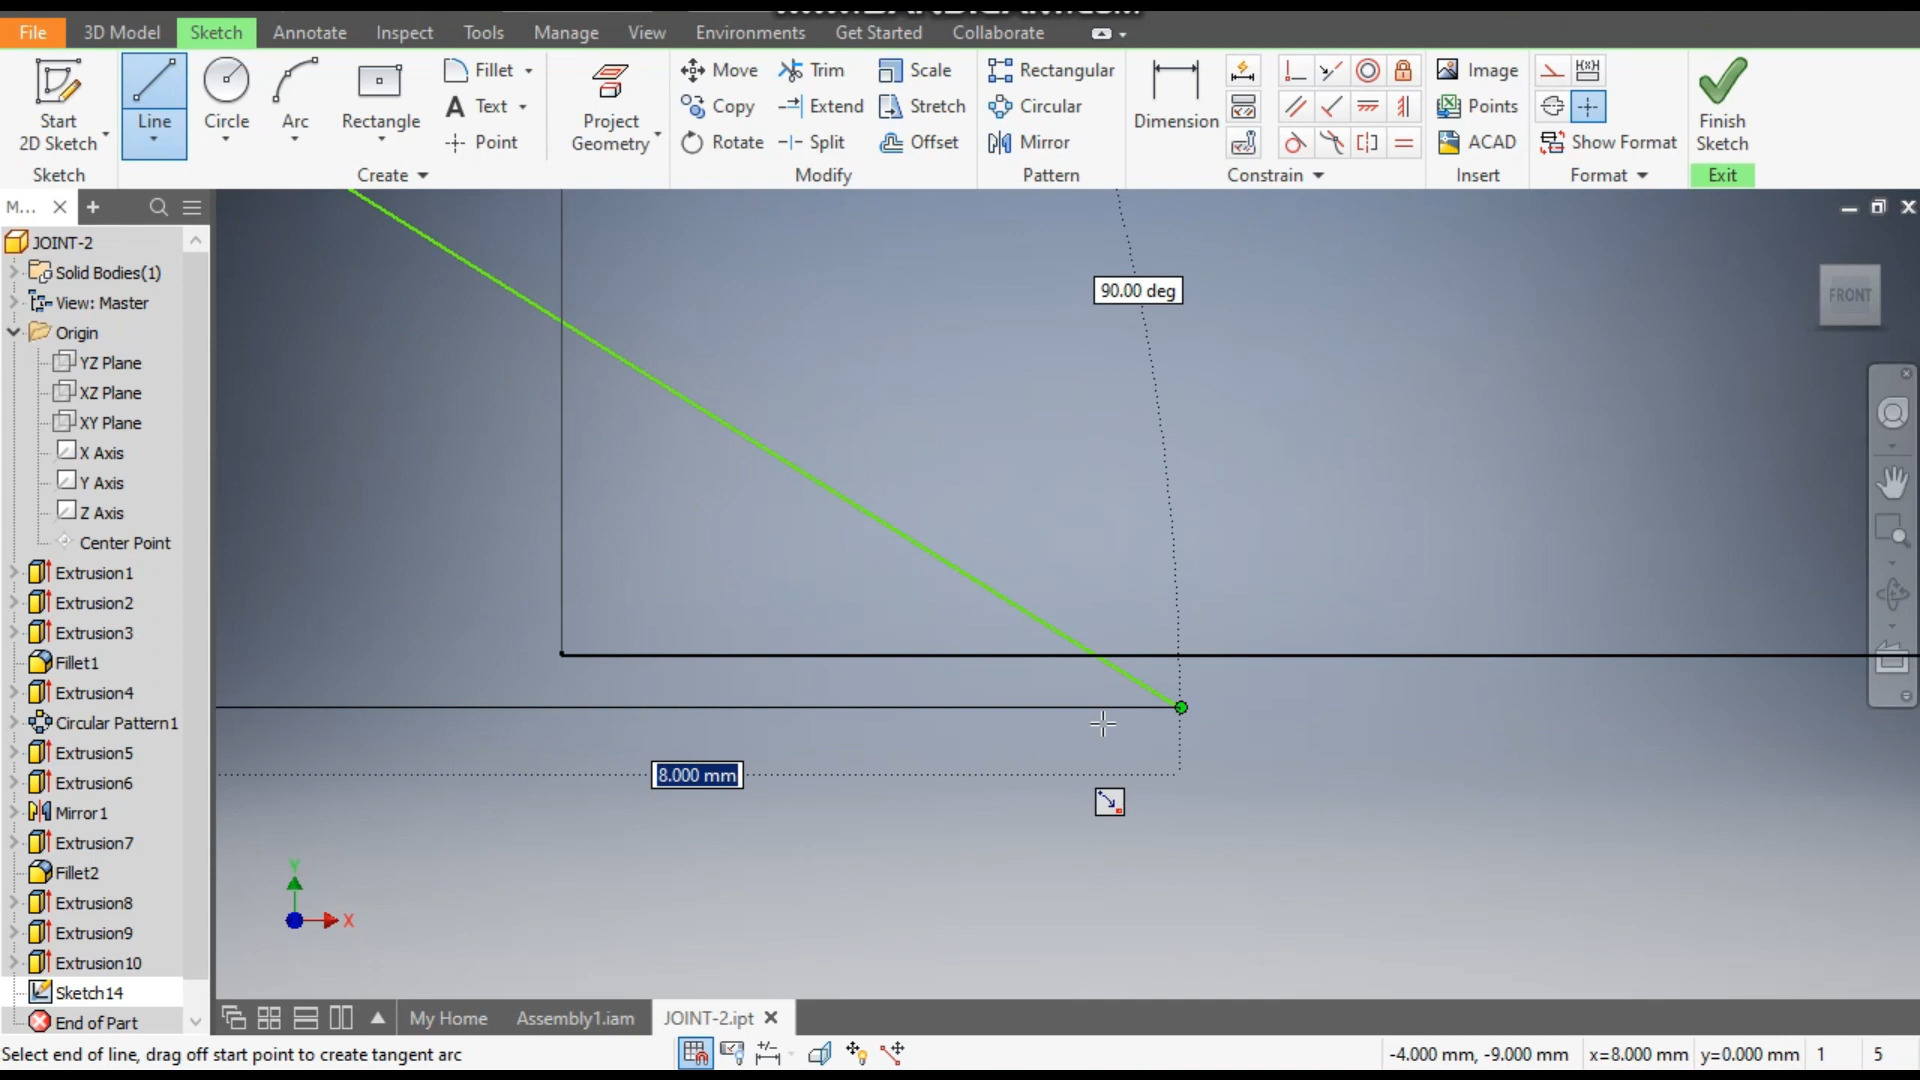 File 3D Model Sketch Annotate Inspect Tools Manage View Environments Get Started Collaborate
Start
2D Sketch
Line
Circle
Arc
Rectangle
Fillet
Text
Point
Project
Geometry
Move
Copy
Rotate
Trim
Extend
Split
Scale
Stretch
Offset
Rectangular
Circular
Mirror
Dimension
Image
Points
ACAD
Show Format
Finish
Sketch
Sketch Create Modify Pattern Constrain Insert Format Exit
M...
JOINT-2
Solid Bodies(1)
View: Master
Origin
YZ Plane
XZ Plane
XY Plane
X Axis
Y Axis
Z Axis
Center Point
Extrusion1
Extrusion2
Extrusion3
Fillet1
Extrusion4
Circular Pattern1
Extrusion5
Extrusion6
Mirror1
Extrusion7
Fillet2
Extrusion8
Extrusion9
Extrusion10
Sketch14
End of Part
90.00 deg
FRONT
8.000 mm
Y
X
My Home Assembly1.iam JOINT-2.ipt
Select end of line, drag off start point to create tangent arc
-4.000 mm, -9.000 mm x=8.000 mm y=0.000 mm 1 5